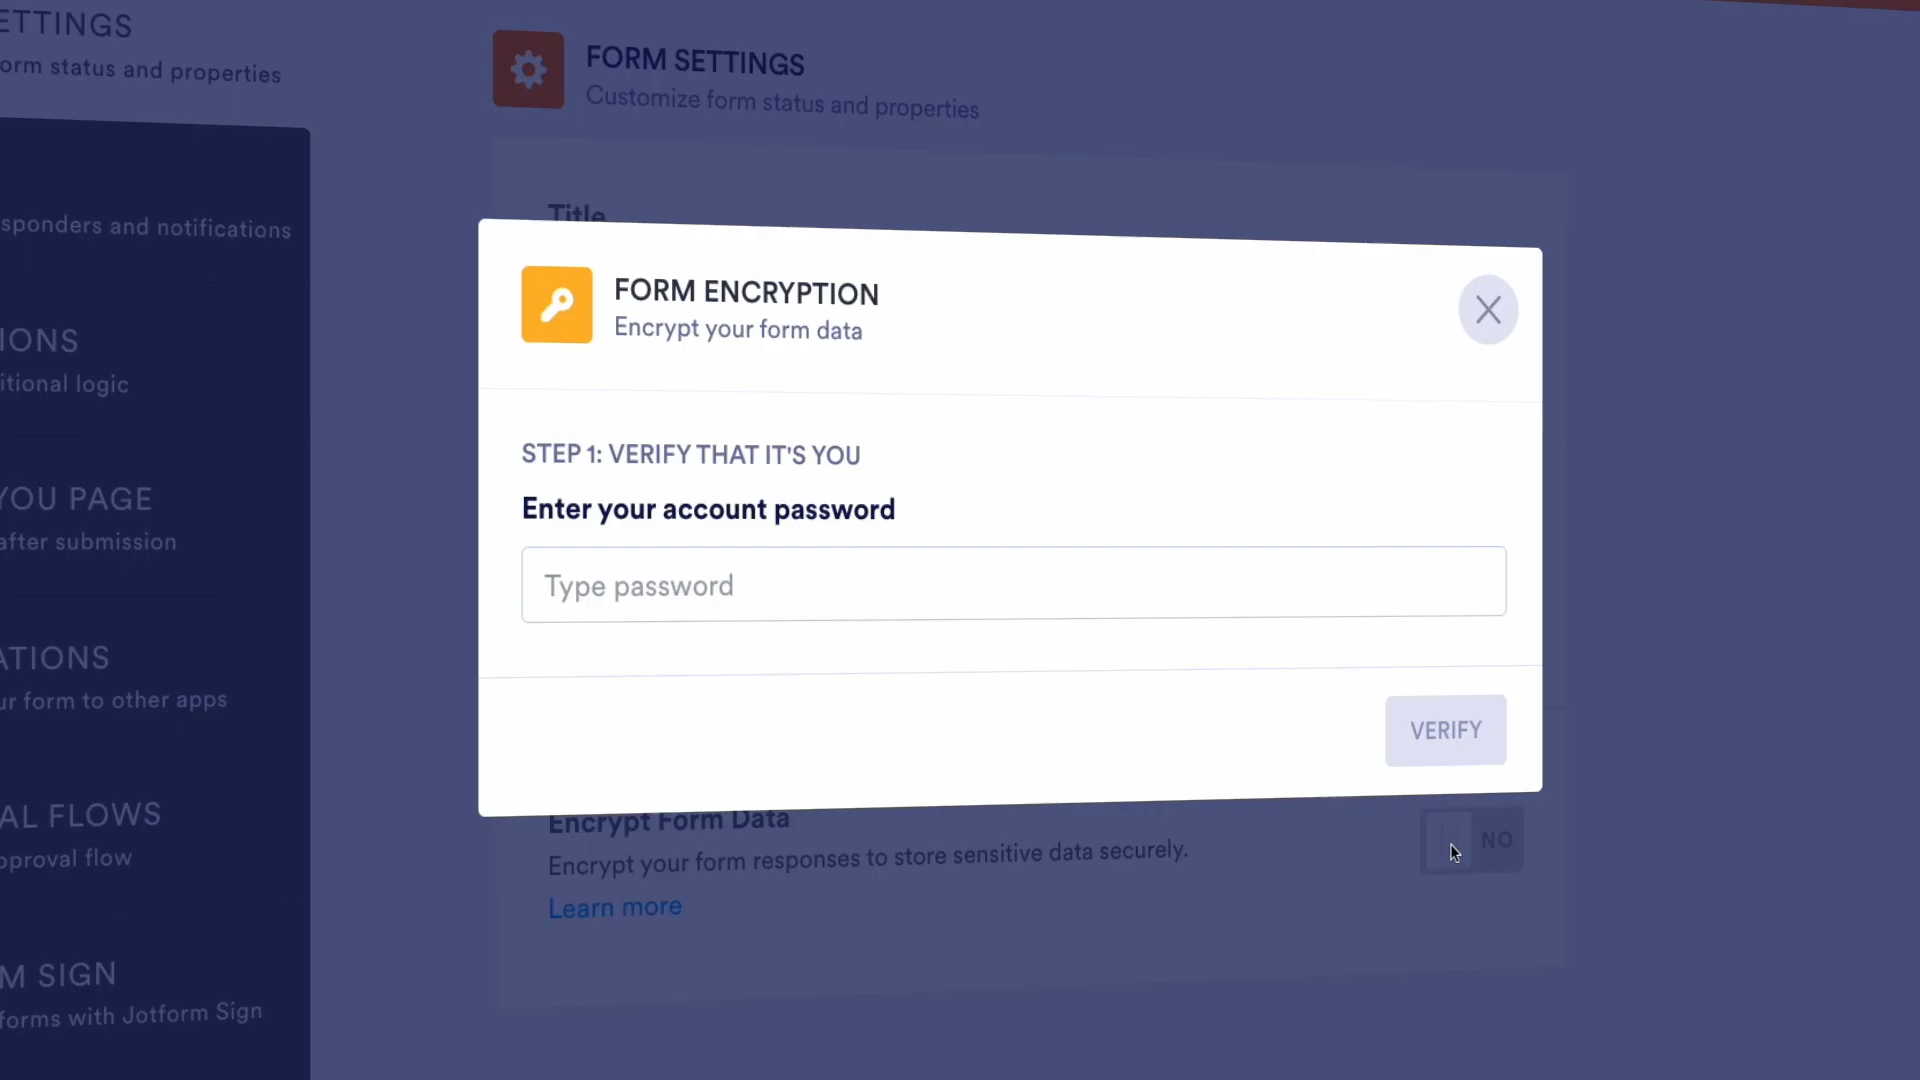 ETTINGS
orm status and properties
sponders and notifications
IONS
itional logic
YOU PAGE
after submission
ATIONS
ur form to other apps
AL FLOWS
pproval flow
M SIGN
forms with Jotform Sign
FORM SETTINGS
Customize form status and properties
Title
FORM ENCRYPTION
Encrypt your form data
STEP 1: VERIFY THAT IT'S YOU
Enter your account password
Type password
VERIFY
Encrypt Form Data
NO
Encrypt your form responses to store sensitive data securely.
Learn more